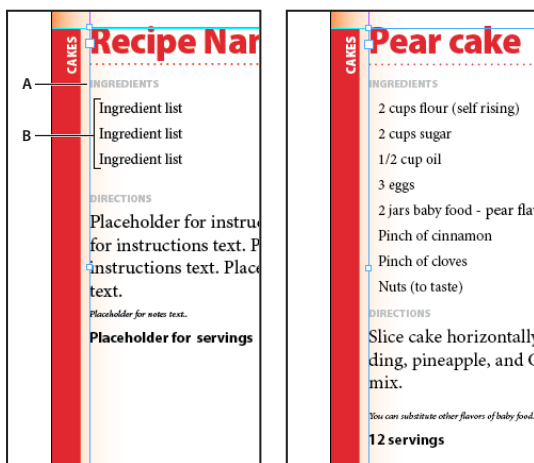 CAKES
Recipe Nar
A
INGREDIENTS
B
Ingredient list
Ingredient list
Ingredient list
DIRECTIONS
Placeholder for instru
for instructions text. P
instructions text. Place
text.
Placeholder for notes text..
Placeholder for servings
CAKES
Pear cake
INGREDIENTS
2 cups flour (self rising)
2 cups sugar
1/2 cup oil
3 eggs
2 jars baby food - pear fla
Pinch of cinnamon
Pinch of cloves
Nuts (to taste)
DIRECTIONS
Slice cake horizontally
ding, pineapple, and C
mix.
You can substitute other flavors of baby food.
12 servings